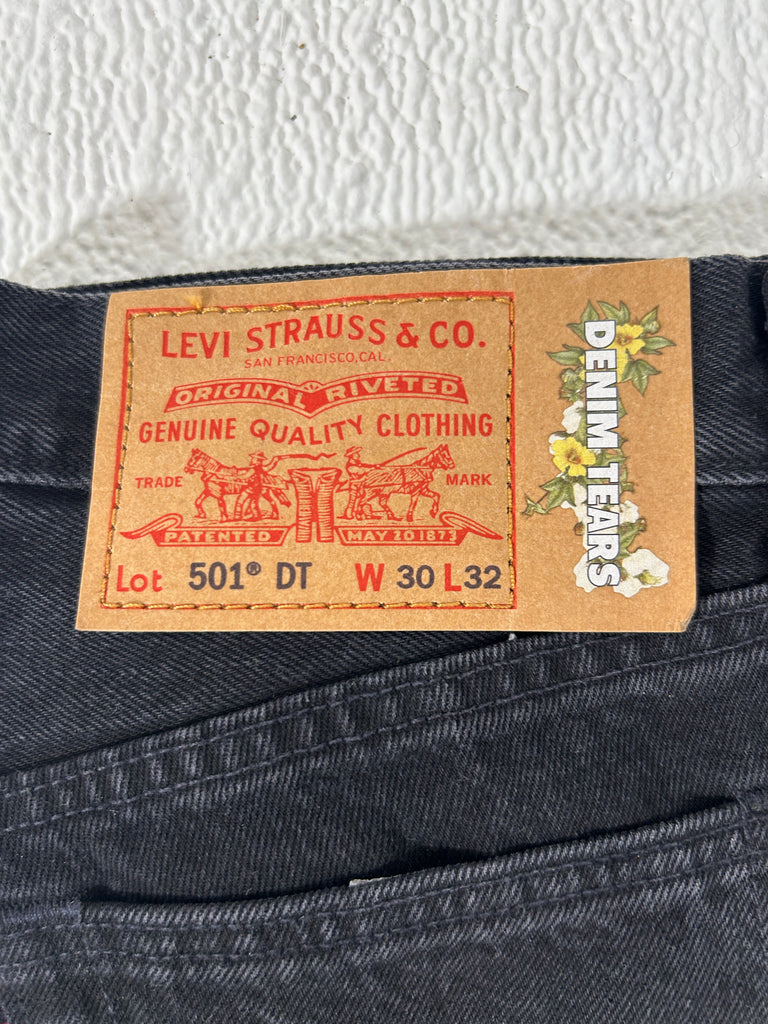 LEVI STRAUSS & CO.
SAN FRANCISCO, CAL.
ORIGINAL RIVETED
GENUINE QUALITY CLOTHING
TRADE MARK
PATENTED MAY 20 1873
Lot 501® DT W 30 L32
DENIM TEARS